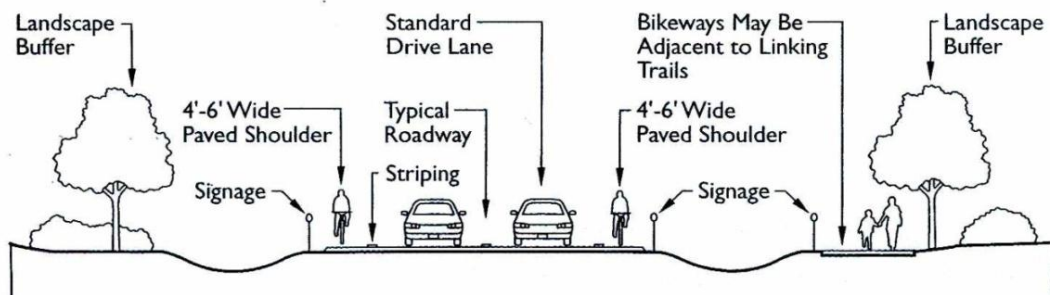 Landscape
Buffer
Standard
Drive Lane
Bikeways May Be
Adjacent to Linking
Trails
Landscape
Buffer
4'-6' Wide
Paved Shoulder
Typical
Roadway
4'-6' Wide
Paved Shoulder
Signage
Striping
Signage